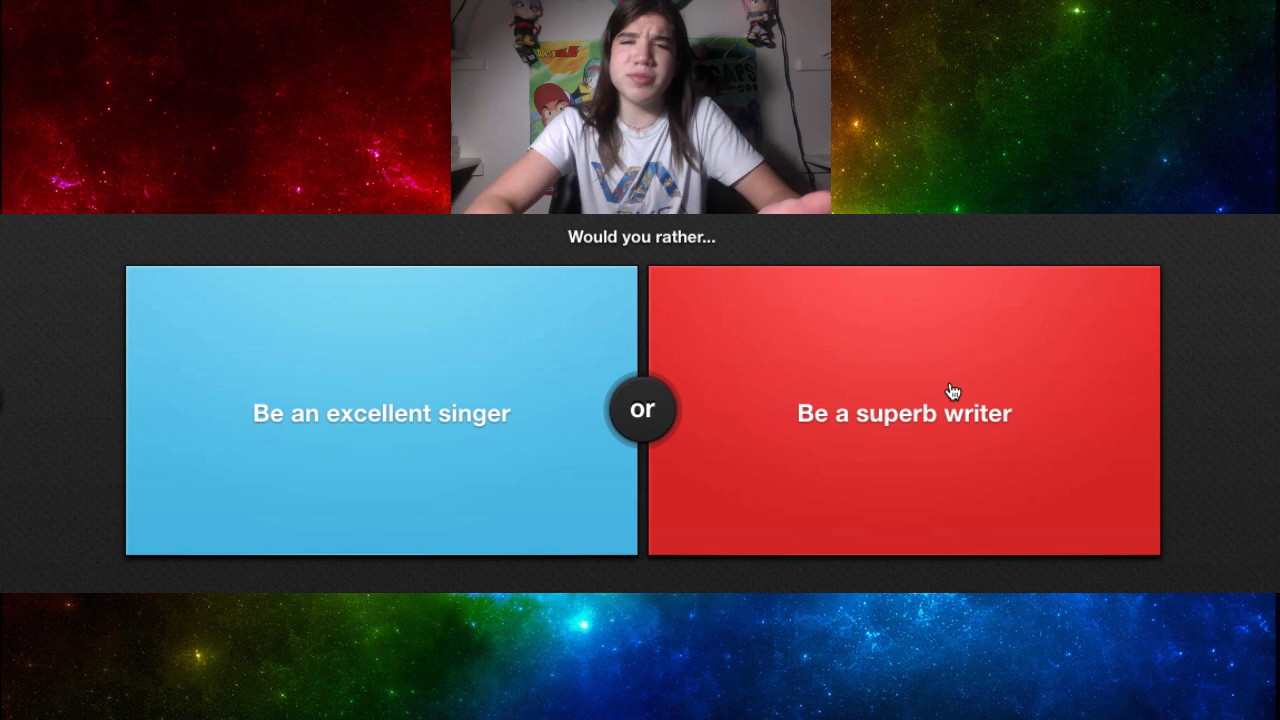 Would you rather...
Be an excellent singer
or
Be a superb writer